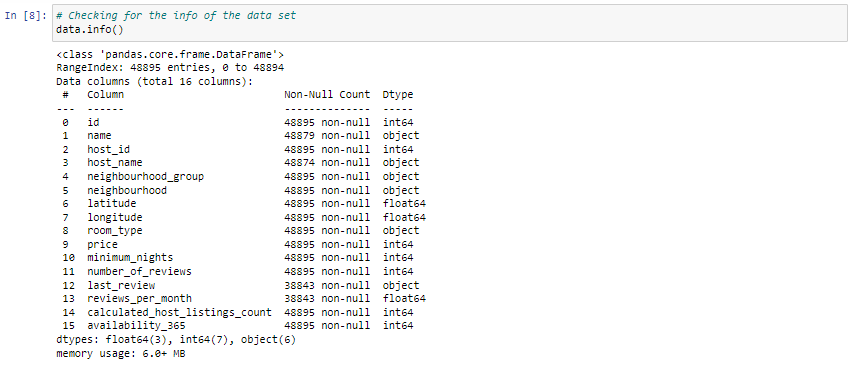 In [8]: # Checking for the info of the data set
data.info()
<class 'pandas.core.frame.DataFrame'>
RangeIndex: 48895 entries, 0 to 48894
Data columns (total 16 columns):
 #   Column                          Non-Null Count  Dtype
---  ------                          --------------  -----
 0   id                              48895 non-null  int64
 1   name                            48879 non-null  object
 2   host_id                         48895 non-null  int64
 3   host_name                       48874 non-null  object
 4   neighbourhood_group             48895 non-null  object
 5   neighbourhood                   48895 non-null  object
 6   latitude                        48895 non-null  float64
 7   longitude                       48895 non-null  float64
 8   room_type                       48895 non-null  object
 9   price                           48895 non-null  int64
 10  minimum_nights                  48895 non-null  int64
 11  number_of_reviews               48895 non-null  int64
 12  last_review                     38843 non-null  object
 13  reviews_per_month               38843 non-null  float64
 14  calculated_host_listings_count  48895 non-null  int64
 15  availability_365                48895 non-null  int64
dtypes: float64(3), int64(7), object(6)
memory usage: 6.0+ MB